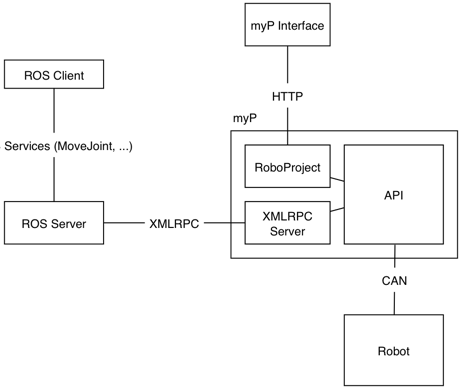 myP Interface
ROS Client
HTTP
myP
Services (MoveJoint, ...)
RoboProject
API
ROS Server
XMLRPC
XMLRPC
Server
CAN
Robot